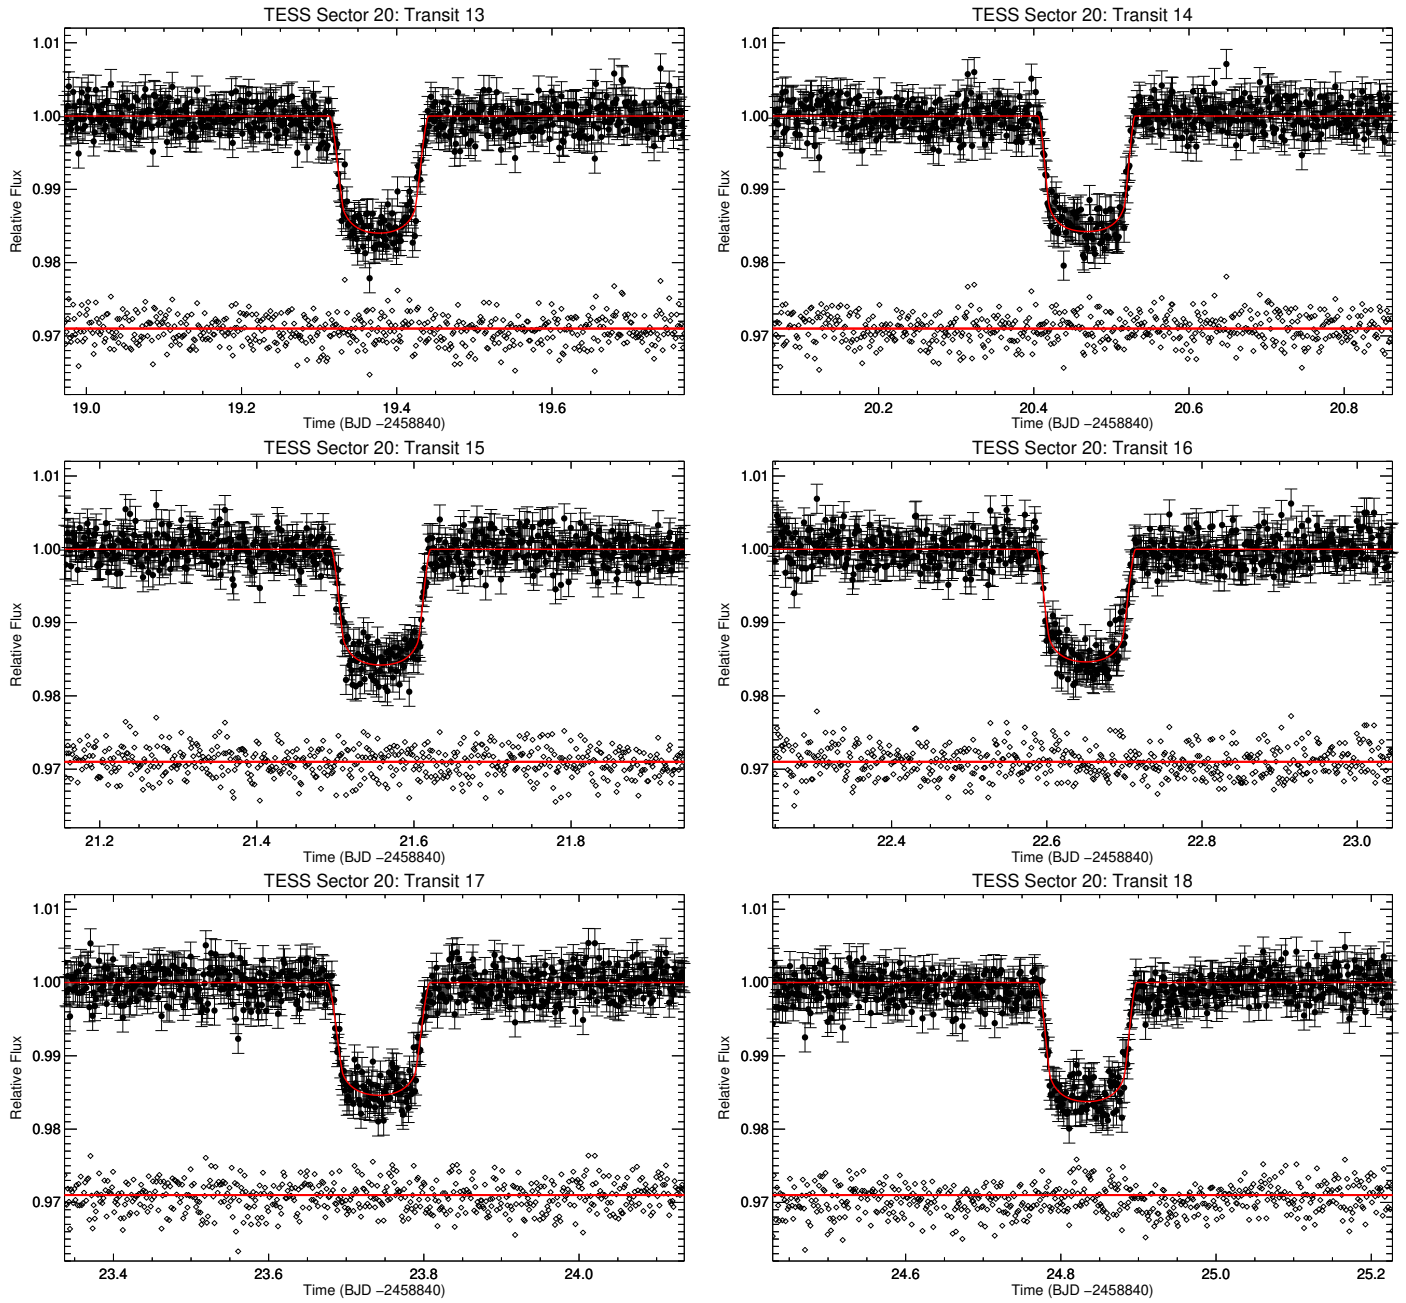 TESS Sector 20: Transit 13
1.01
1.00
0.99
0.98
0.97
Relative Flux
19.0 19.2 19.4 19.6
Time (BJD −2458840)
TESS Sector 20: Transit 14
1.01
1.00
0.99
0.98
0.97
Relative Flux
20.2 20.4 20.6 20.8
Time (BJD −2458840)
TESS Sector 20: Transit 15
1.01
1.00
0.99
0.98
0.97
Relative Flux
21.2 21.4 21.6 21.8
Time (BJD −2458840)
TESS Sector 20: Transit 16
1.01
1.00
0.99
0.98
0.97
Relative Flux
22.4 22.6 22.8 23.0
Time (BJD −2458840)
TESS Sector 20: Transit 17
1.01
1.00
0.99
0.98
0.97
Relative Flux
23.4 23.6 23.8 24.0
Time (BJD −2458840)
TESS Sector 20: Transit 18
1.01
1.00
0.99
0.98
0.97
Relative Flux
24.6 24.8 25.0 25.2
Time (BJD −2458840)